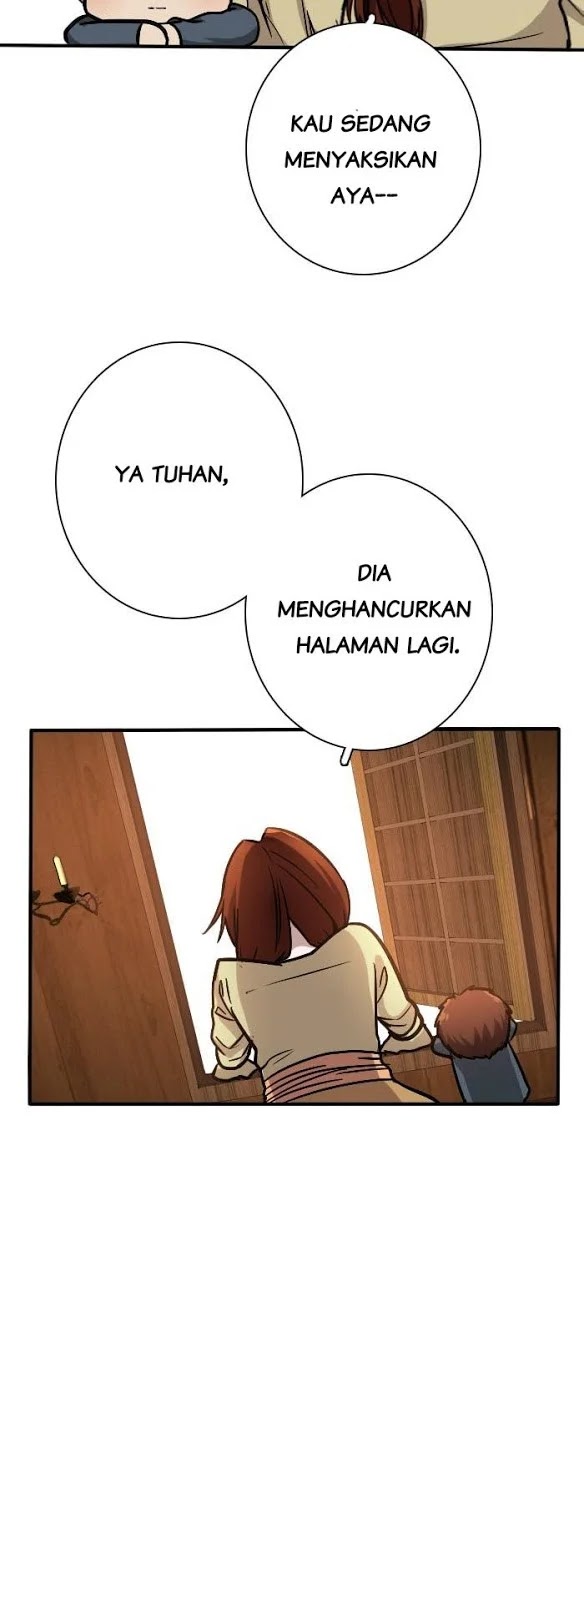 KAU SEDANG
MENYAKSIKAN
AYA--
YA TUHAN,
DIA
MENGHANCURKAN
HALAMAN LAGI.